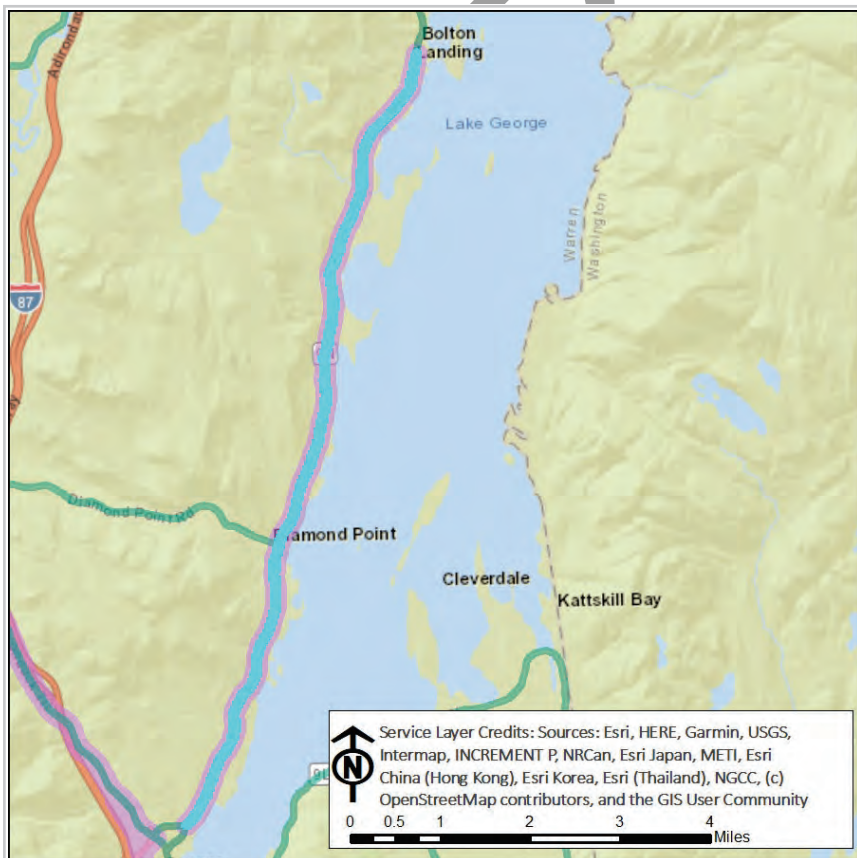 Bolton
Landing
Adirondack
Lake George
Warren
Washington
87
Diamond Point Rd
Diamond Point
Cleverdale
Kattskill Bay
9L
N
Service Layer Credits: Sources: Esri, HERE, Garmin, USGS,
Intermap, INCREMENT P, NRCan, Esri Japan, METI, Esri
China (Hong Kong), Esri Korea, Esri (Thailand), NGCC, (c)
OpenStreetMap contributors, and the GIS User Community
0 0.5 1 2 3 4
Miles